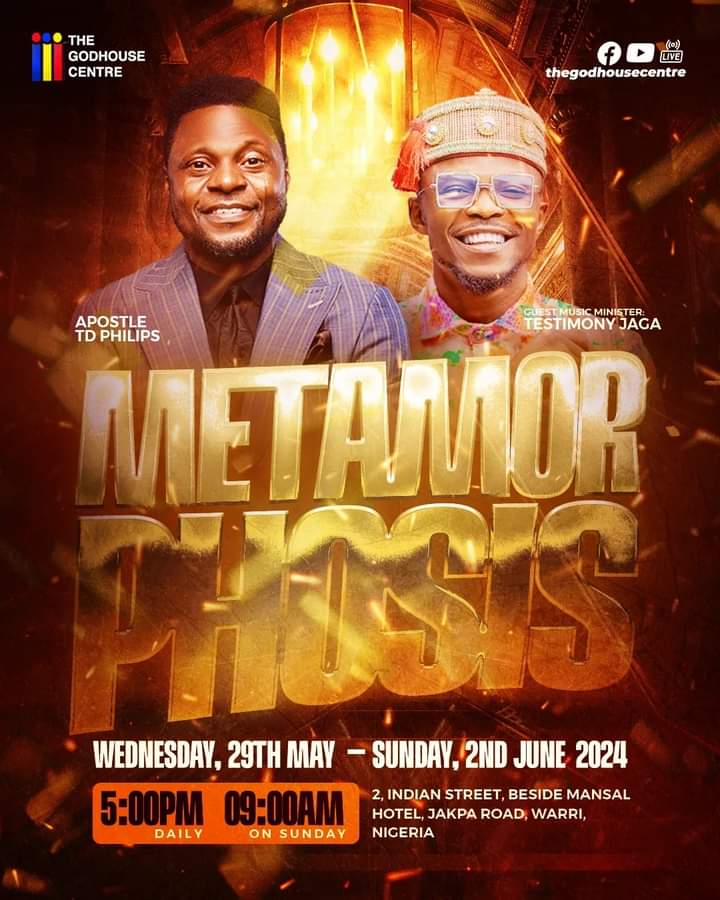 THE
GODHOUSE
CENTRE
LIVE
thegodhousecentre
APOSTLE
TD PHILIPS
GUEST MUSIC MINISTER:
TESTIMONY JAGA
METAMOR
PHOSIS
WEDNESDAY, 29TH MAY – SUNDAY, 2ND JUNE 2024
5:00PM 09:00AM
DAILY ON SUNDAY
2, INDIAN STREET, BESIDE MANSAL
HOTEL, JAKPA ROAD, WARRI,
NIGERIA